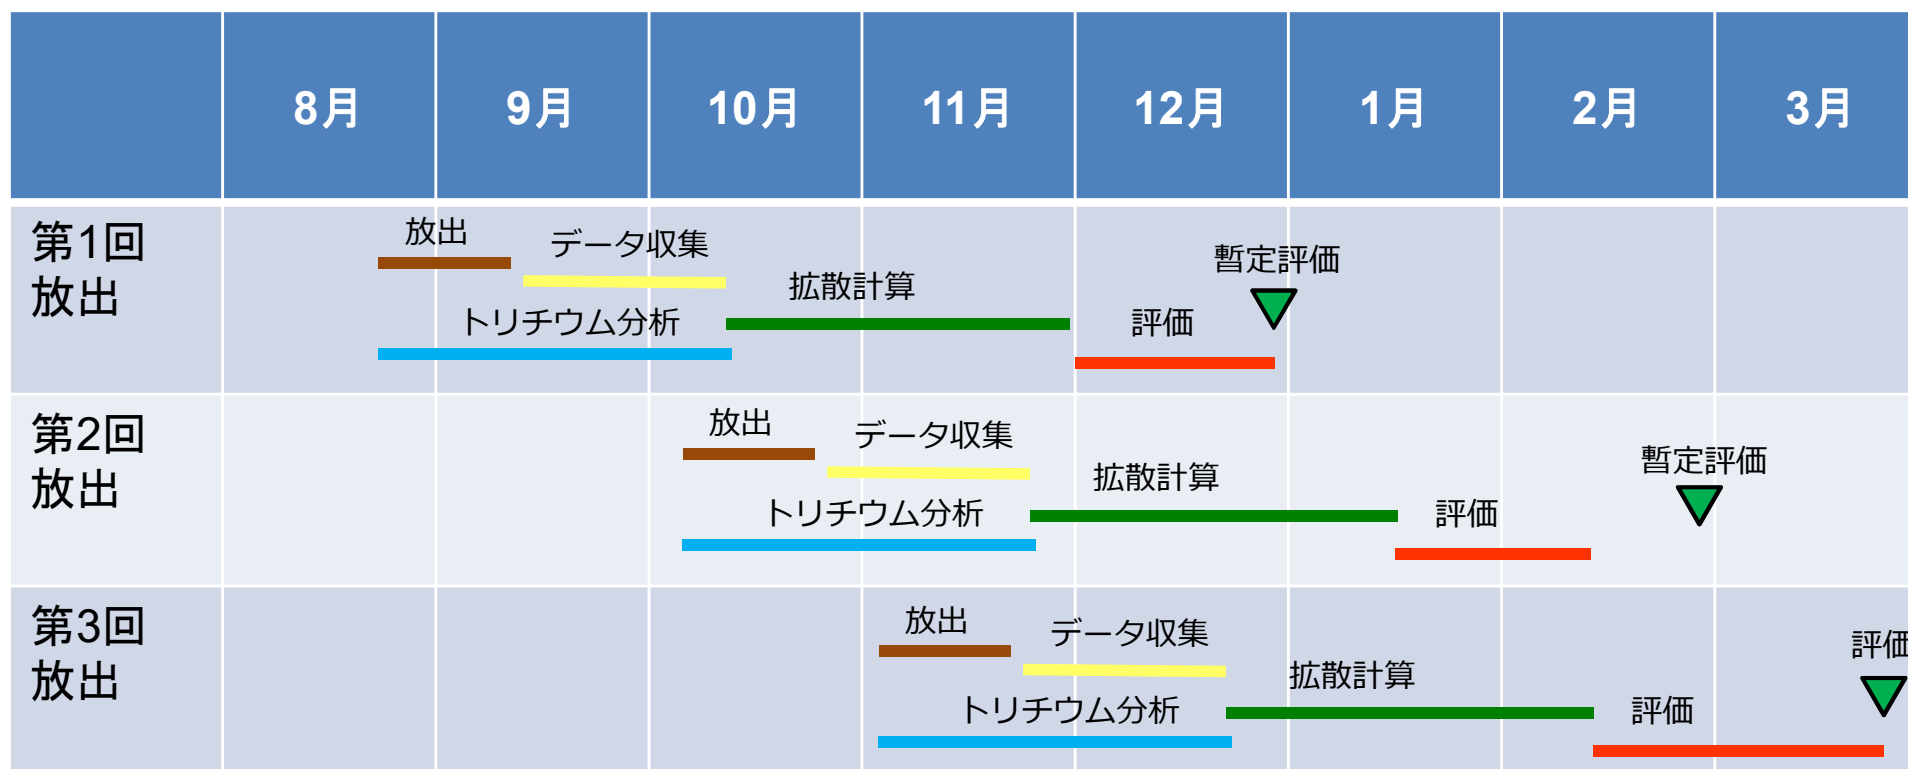 8月 9月 10月 11月 12月 1月 2月 3月
第1回
放出
放出
データ収集
トリチウム分析
拡散計算
評価
暫定評価
第2回
放出
放出
データ収集
トリチウム分析
拡散計算
評価
暫定評価
第3回
放出
放出
データ収集
トリチウム分析
拡散計算
評価
評価